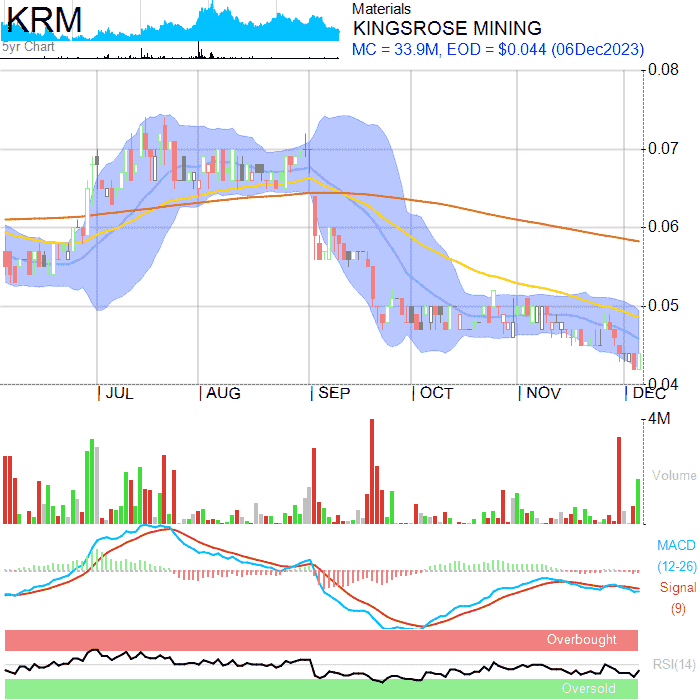 KRM
5yr Chart
Materials
KINGSROSE MINING
MC = 33.9M, EOD = $0.044 (06Dec2023)
0.08
0.07
0.06
0.05
0.04
JUL AUG SEP OCT NOV DEC
4M
Volume
MACD
(12-26)
Signal
(9)
Overbought
RSI(14)
Oversold